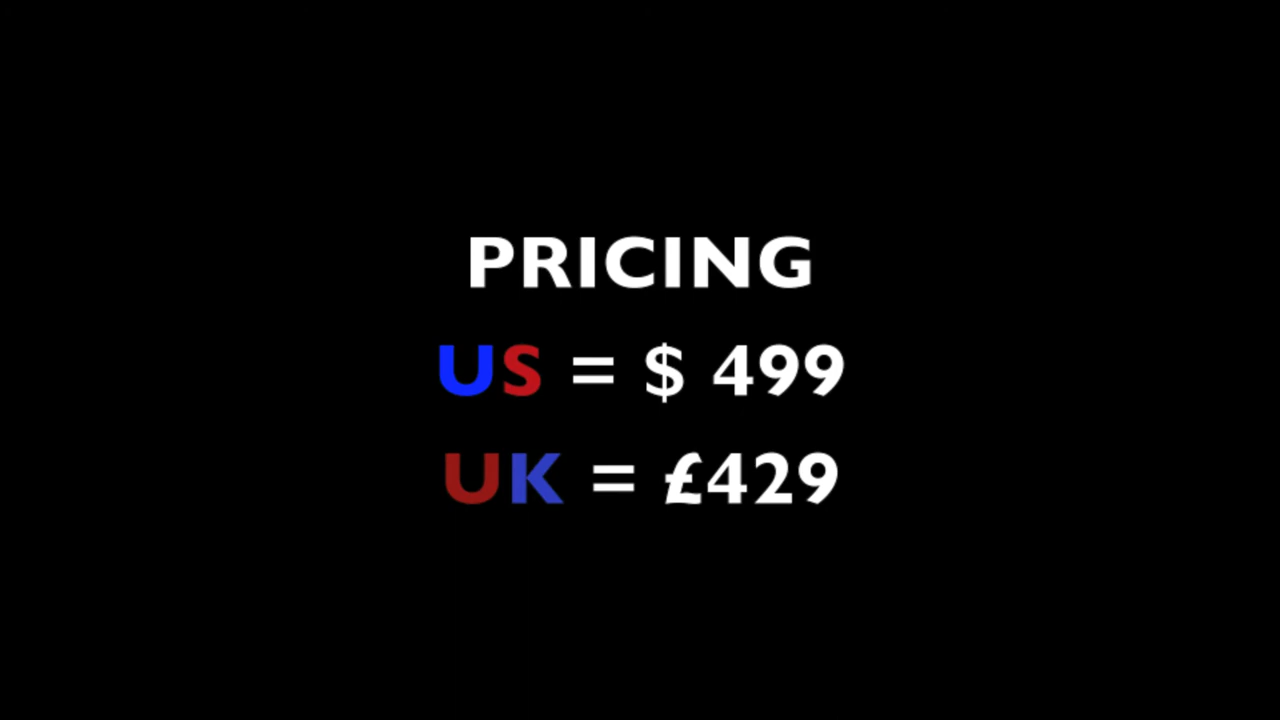 PRICING
US = $ 499
UK = £429